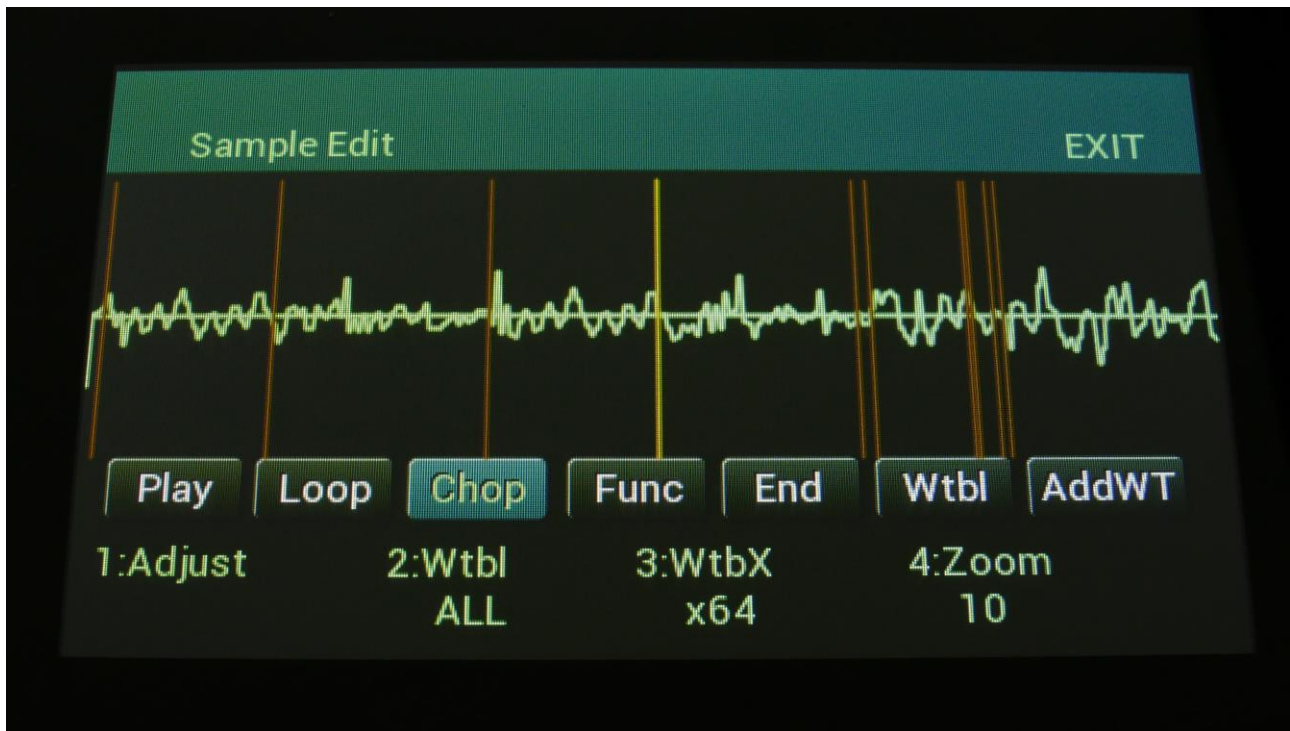 Sample Edit EXIT
Play Loop Chop Func End Wtbl AddWT
1:Adjust 2:Wtbl 3:WtbX 4:Zoom
ALL x64 10